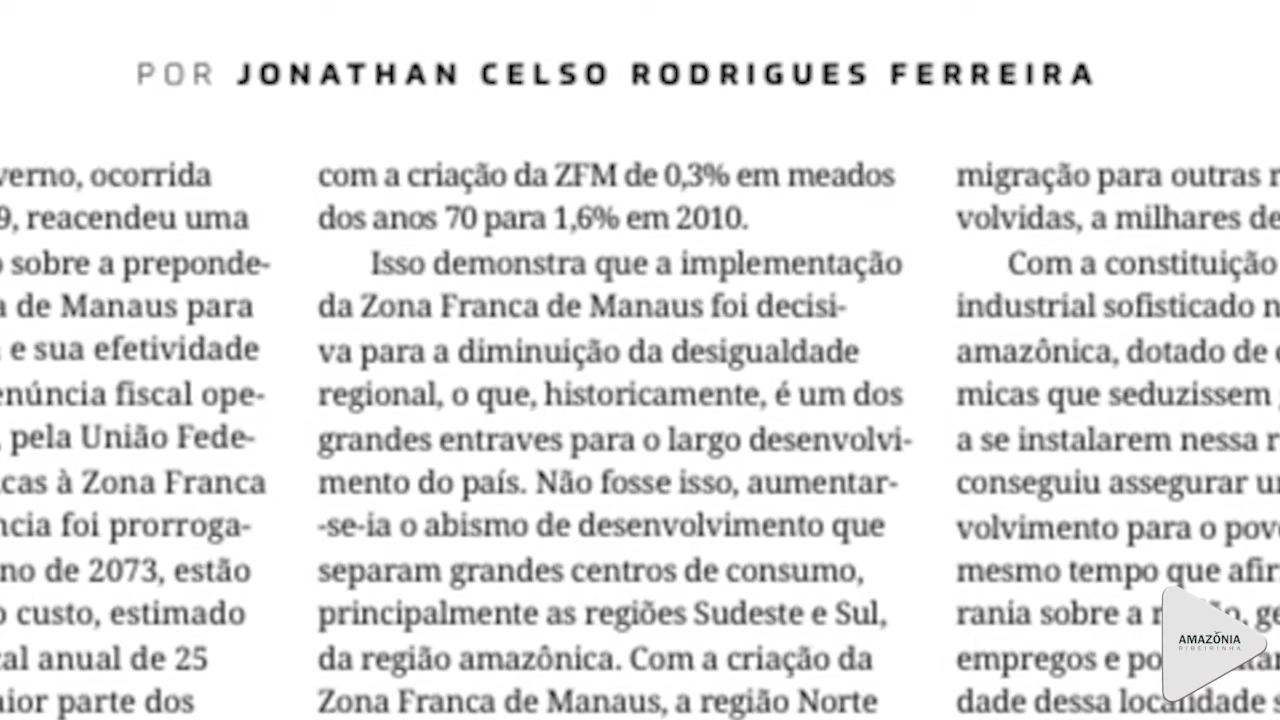 POR JONATHAN CELSO RODRIGUES FERREIRA
verno, ocorrida
9, reacendeu uma
sobre a preponde-
a de Manaus para
e sua efetividade
enúncia fiscal ope-
, pela União Fede-
cas à Zona Franca
ncia foi prorroga-
no de 2073, estão
o custo, estimado
cal anual de 25
aior parte dos
com a criação da ZFM de 0,3% em meados
dos anos 70 para 1,6% em 2010.
Isso demonstra que a implementação
da Zona Franca de Manaus foi decisi-
va para a diminuição da desigualdade
regional, o que, historicamente, é um dos
grandes entraves para o largo desenvolvi-
mento do país. Não fosse isso, aumentar-
-se-ia o abismo de desenvolvimento que
separam grandes centros de consumo,
principalmente as regiões Sudeste e Sul,
da região amazônica. Com a criação da
Zona Franca de Manaus, a região Norte
migração para outras
volvidas, a milhares de
Com a constituição
industrial sofisticado n
amazônica, dotado de
micas que seduzissem
a se instalarem nessa r
conseguiu assegurar u
volvimento para o pov
mesmo tempo que afir
rania sobre a ge
empregos e po
dade dessa localidade s
AMAZÔNIA
RIBEIRINHA